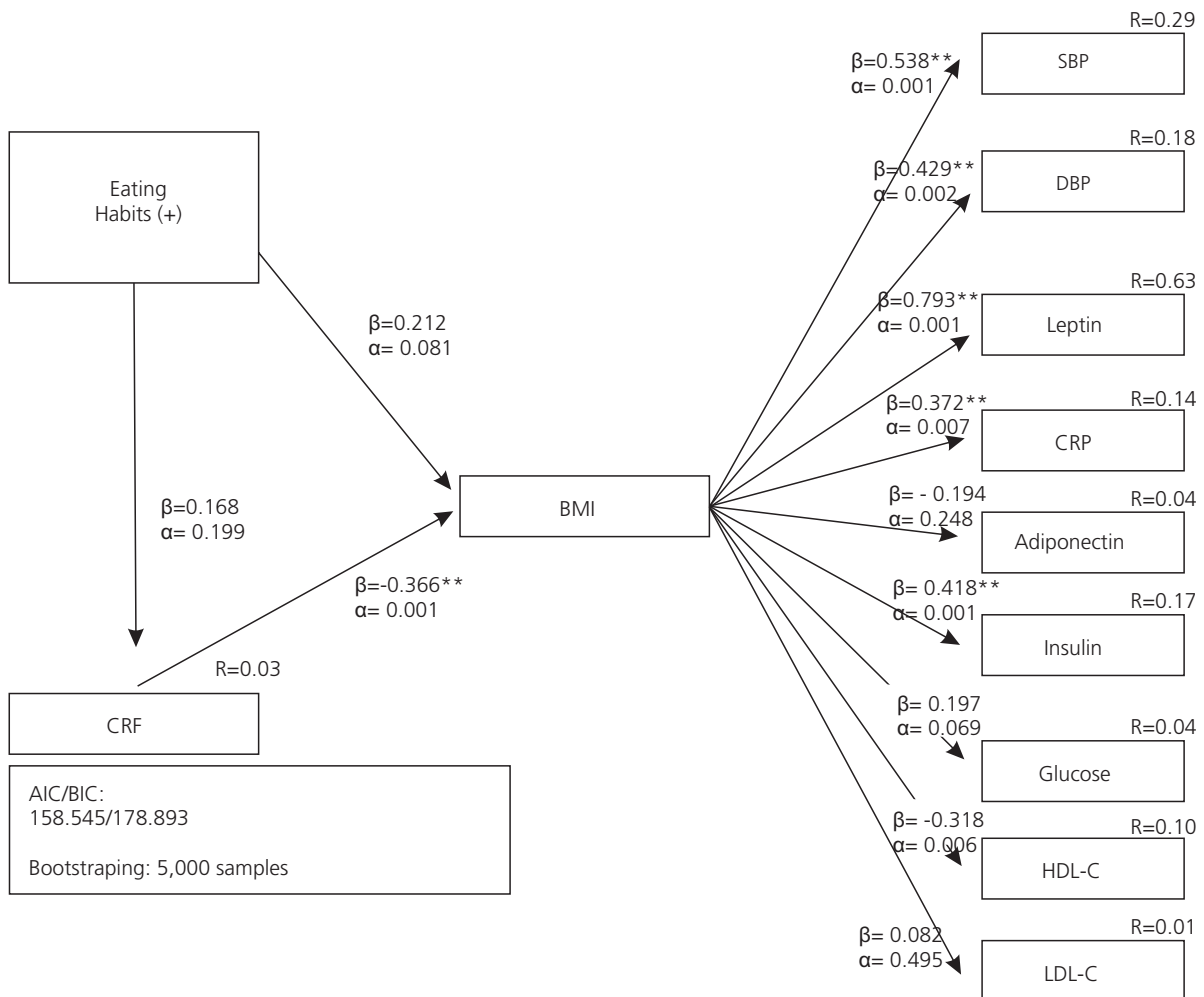 R=0.29
SBP
β=0.538**
α= 0.001
R=0.18
DBP
β=0.429**
α= 0.002
Eating
Habits (+)
R=0.63
Leptin
β=0.793**
α= 0.001
β=0.212
α= 0.081
R=0.14
CRP
β=0.372**
α= 0.007
β=0.168
α= 0.199
BMI
β= - 0.194
α= 0.248
R=0.04
Adiponectin
β=-0.366**
α= 0.001
β= 0.418**
α= 0.001
R=0.17
Insulin
R=0.03
CRF
β= 0.197
α= 0.069
R=0.04
Glucose
AIC/BIC:
158.545/178.893
Bootstraping: 5,000 samples
β= -0.318
α= 0.006
R=0.10
HDL-C
β= 0.082
α= 0.495
R=0.01
LDL-C